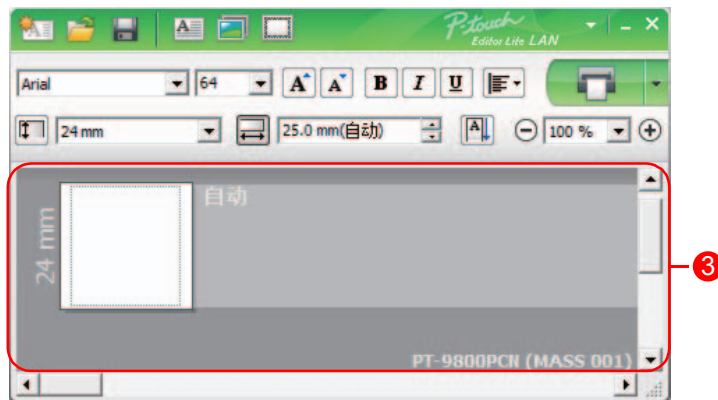 P-touch
Editor Lite LAN
Arial 64 A A B I U
24 mm 25.0 mm(自动) A 100 %
自动
24 mm
3
PT-9800PCN (MASS 001)